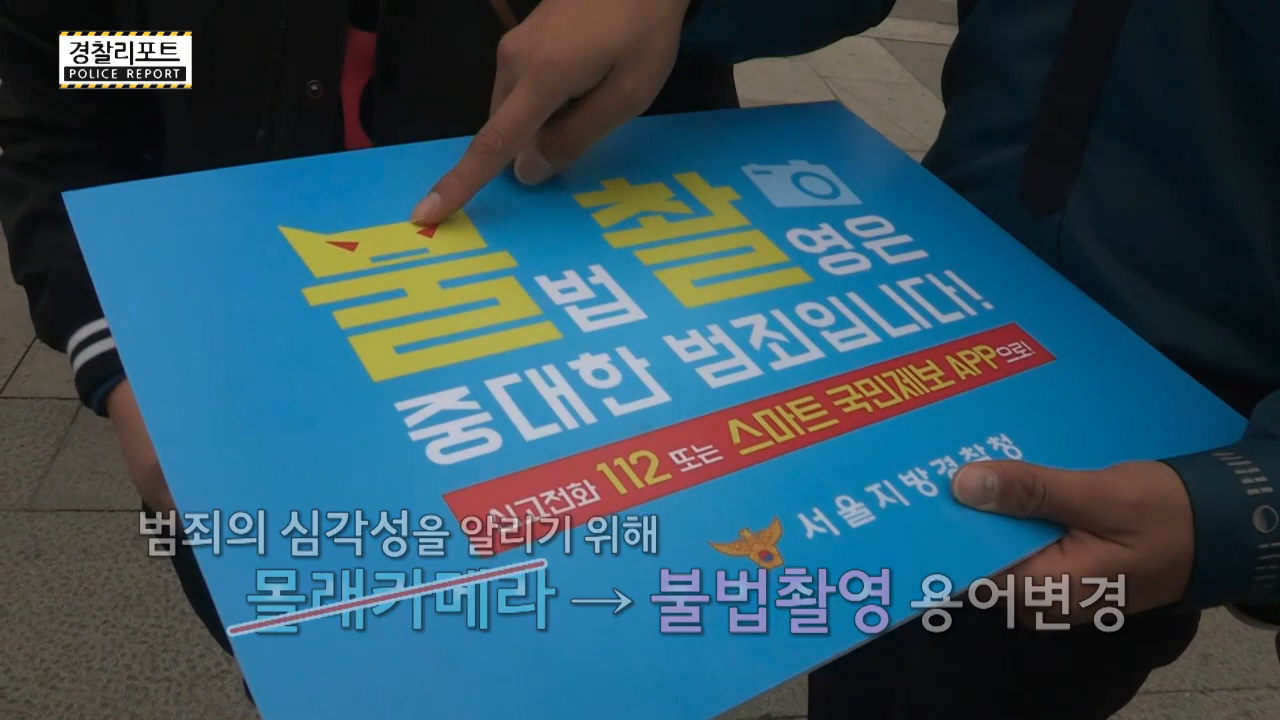 경찰리포트
POLICE REPORT
불법촬영은
중대한 범죄입니다!
신고전화 112 또는 스마트 국민제보 APP으로!
서울지방경찰청
범죄의 심각성을 알리기 위해
몰래카메라 → 불법촬영 용어변경